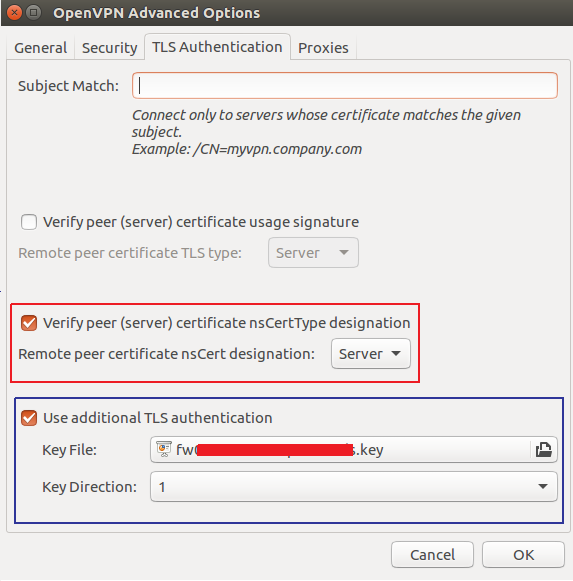 OpenVPN Advanced Options
General Security TLS Authentication Proxies
Subject Match:
Connect only to servers whose certificate matches the given
subject.
Example: /CN=myvpn.company.com
Verify peer (server) certificate usage signature
Remote peer certificate TLS type: Server
Verify peer (server) certificate nsCertType designation
Remote peer certificate nsCert designation: Server
Use additional TLS authentication
Key File: .key
Key Direction: 1
Cancel OK